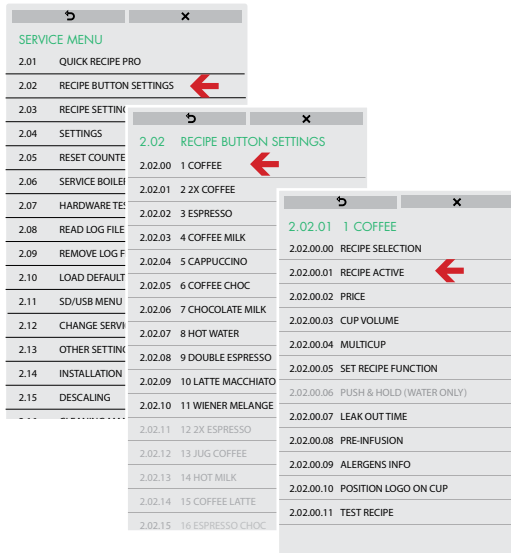 SERVICE MENU
2.01 QUICK RECIPE PRO
2.02 RECIPE BUTTON SETTINGS
2.03 RECIPE SETTING
2.04 SETTINGS
2.05 RESET COUNTE
2.06 SERVICE BOILE
2.07 HARDWARE TES
2.08 READ LOG FILE
2.09 REMOVE LOG F
2.10 LOAD DEFAULT
2.11 SD/USB MENU
2.12 CHANGE SERVI
2.13 OTHER SETTING
2.14 INSTALLATION
2.15 DESCALING
2.02 RECIPE BUTTON SETTINGS
2.02.00 1 COFFEE
2.02.01 2 2X COFFEE
2.02.02 3 ESPRESSO
2.02.03 4 COFFEE MILK
2.02.04 5 CAPPUCCINO
2.02.05 6 COFFEE CHOC
2.02.06 7 CHOCOLATE MILK
2.02.07 8 HOT WATER
2.02.08 9 DOUBLE ESPRESSO
2.02.09 10 LATTE MACCHIATO
2.02.10 11 WIENER MELANGE
2.02.11 12 2X ESPRESSO
2.02.12 13 JUG COFFEE
2.02.13 14 HOT MILK
2.02.14 15 COFFEE LATTE
2.02.15 16 ESPRESSO CHOC
2.02.01 1 COFFEE
2.02.00.00 RECIPE SELECTION
2.02.00.01 RECIPE ACTIVE
2.02.00.02 PRICE
2.02.00.03 CUP VOLUME
2.02.00.04 MULTICUP
2.02.00.05 SET RECIPE FUNCTION
2.02.00.06 PUSH & HOLD (WATER ONLY)
2.02.00.07 LEAK OUT TIME
2.02.00.08 PRE-INFUSION
2.02.00.09 ALERGENS INFO
2.02.00.10 POSITION LOGO ON CUP
2.02.00.11 TEST RECIPE